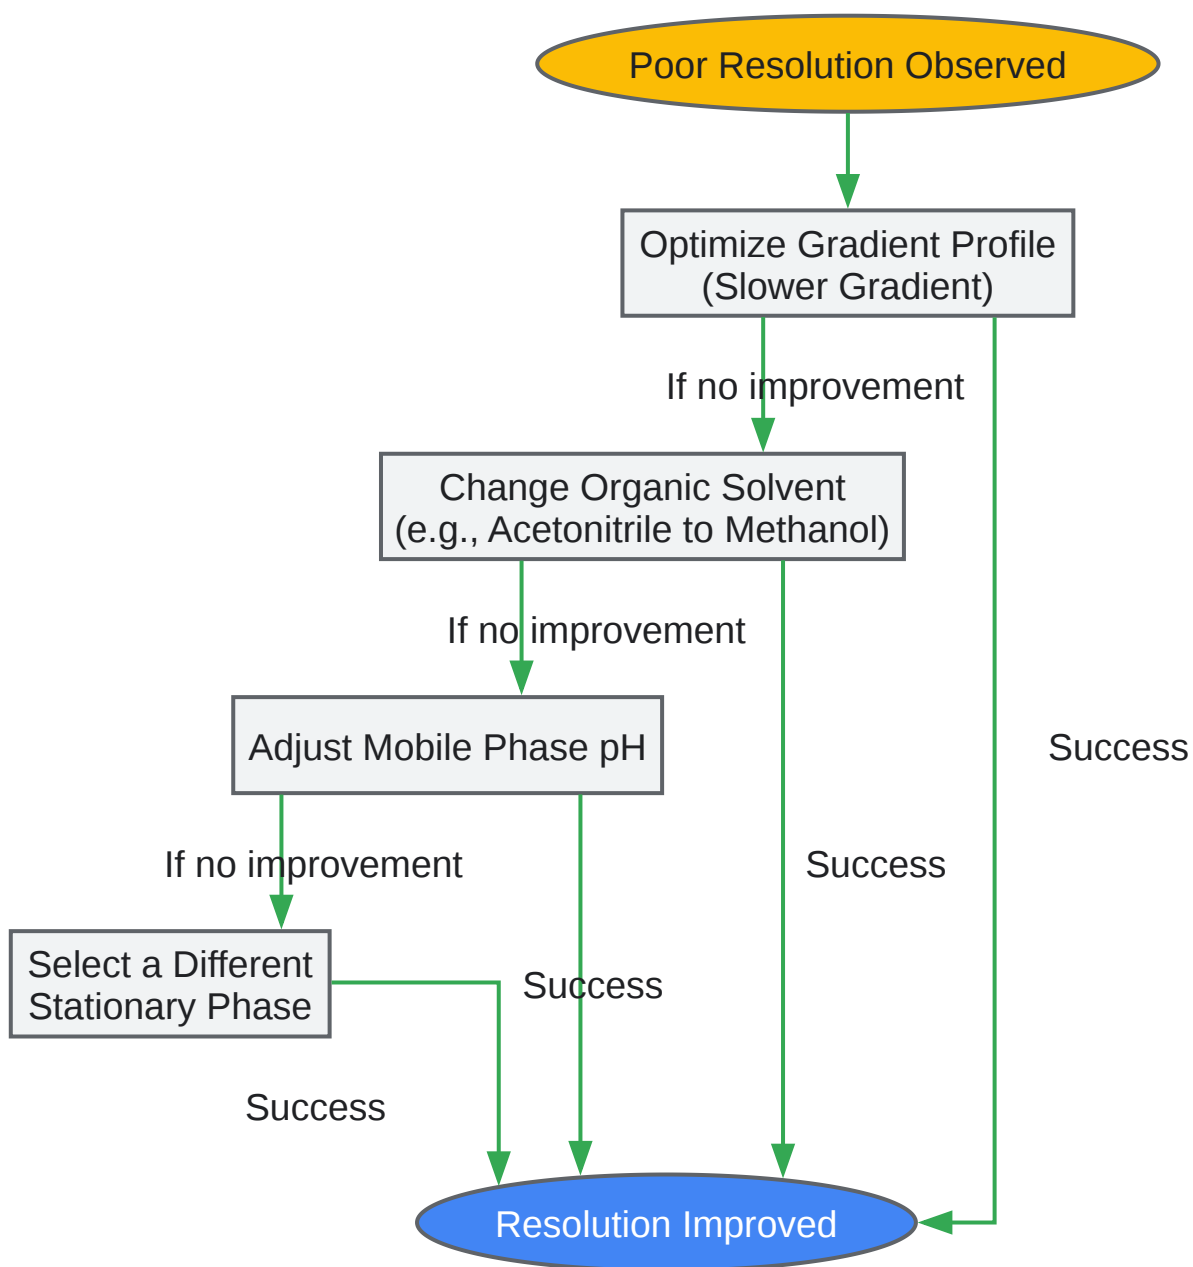 Poor Resolution Observed
Optimize Gradient Profile
(Slower Gradient)
If no improvement
Change Organic Solvent
(e.g., Acetonitrile to Methanol)
If no improvement
Adjust Mobile Phase pH
Success
If no improvement
Success
Select a Different
Stationary Phase
Success
Success
Resolution Improved